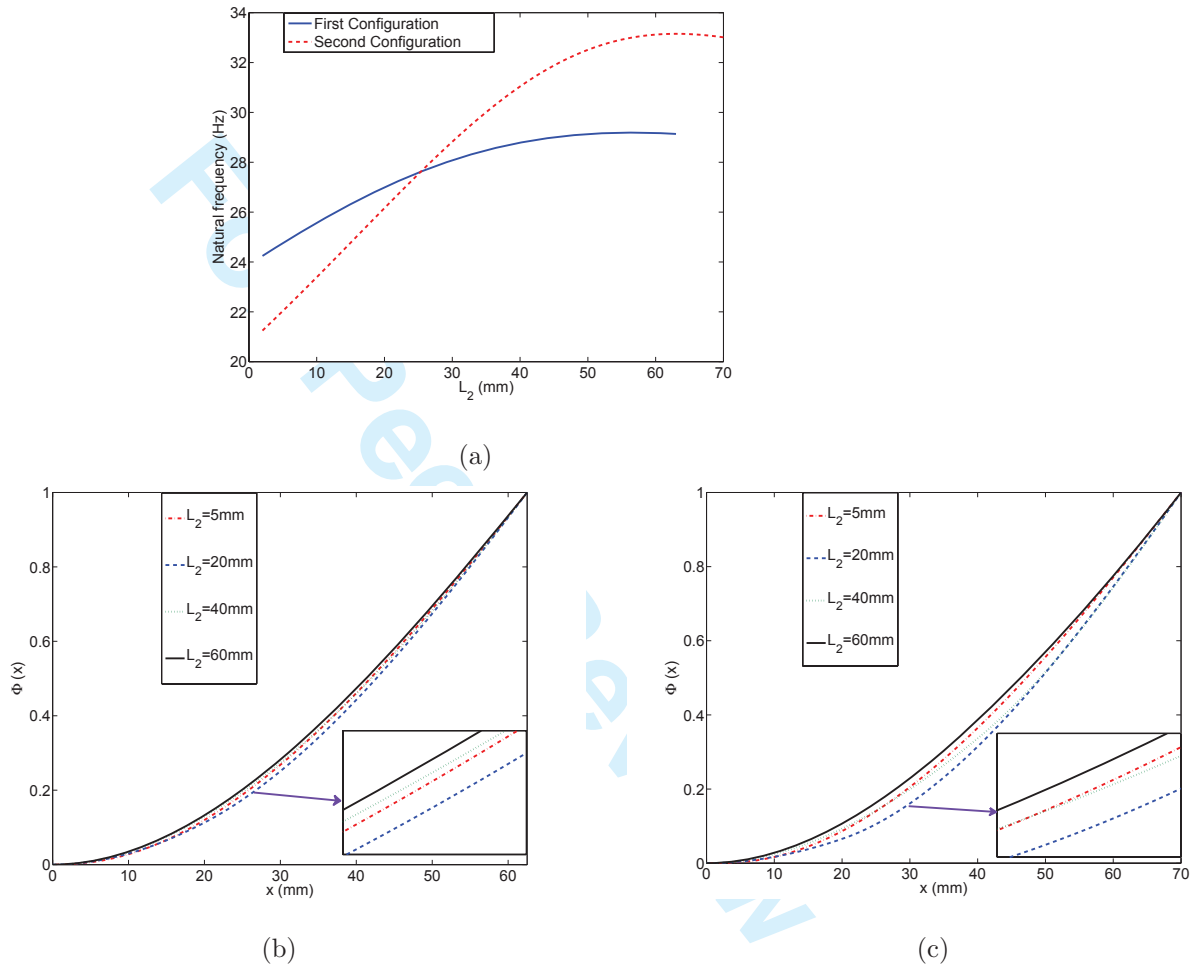 34
32
30
28
26
24
22
20
Natural frequency (Hz)
First Configuration
Second Configuration
0 10 20 30 40 50 60 70
L2 (mm)
(a)
1
0.8
0.6
0.4
0.2
0
Φ (x)
L2=5mm
L2=20mm
L2=40mm
L2=60mm
0 10 20 30 40 50 60
x (mm)
(b)
1
0.8
0.6
0.4
0.2
0
Φ (x)
L2=5mm
L2=20mm
L2=40mm
L2=60mm
0 10 20 30 40 50 60 70
x (mm)
(c)